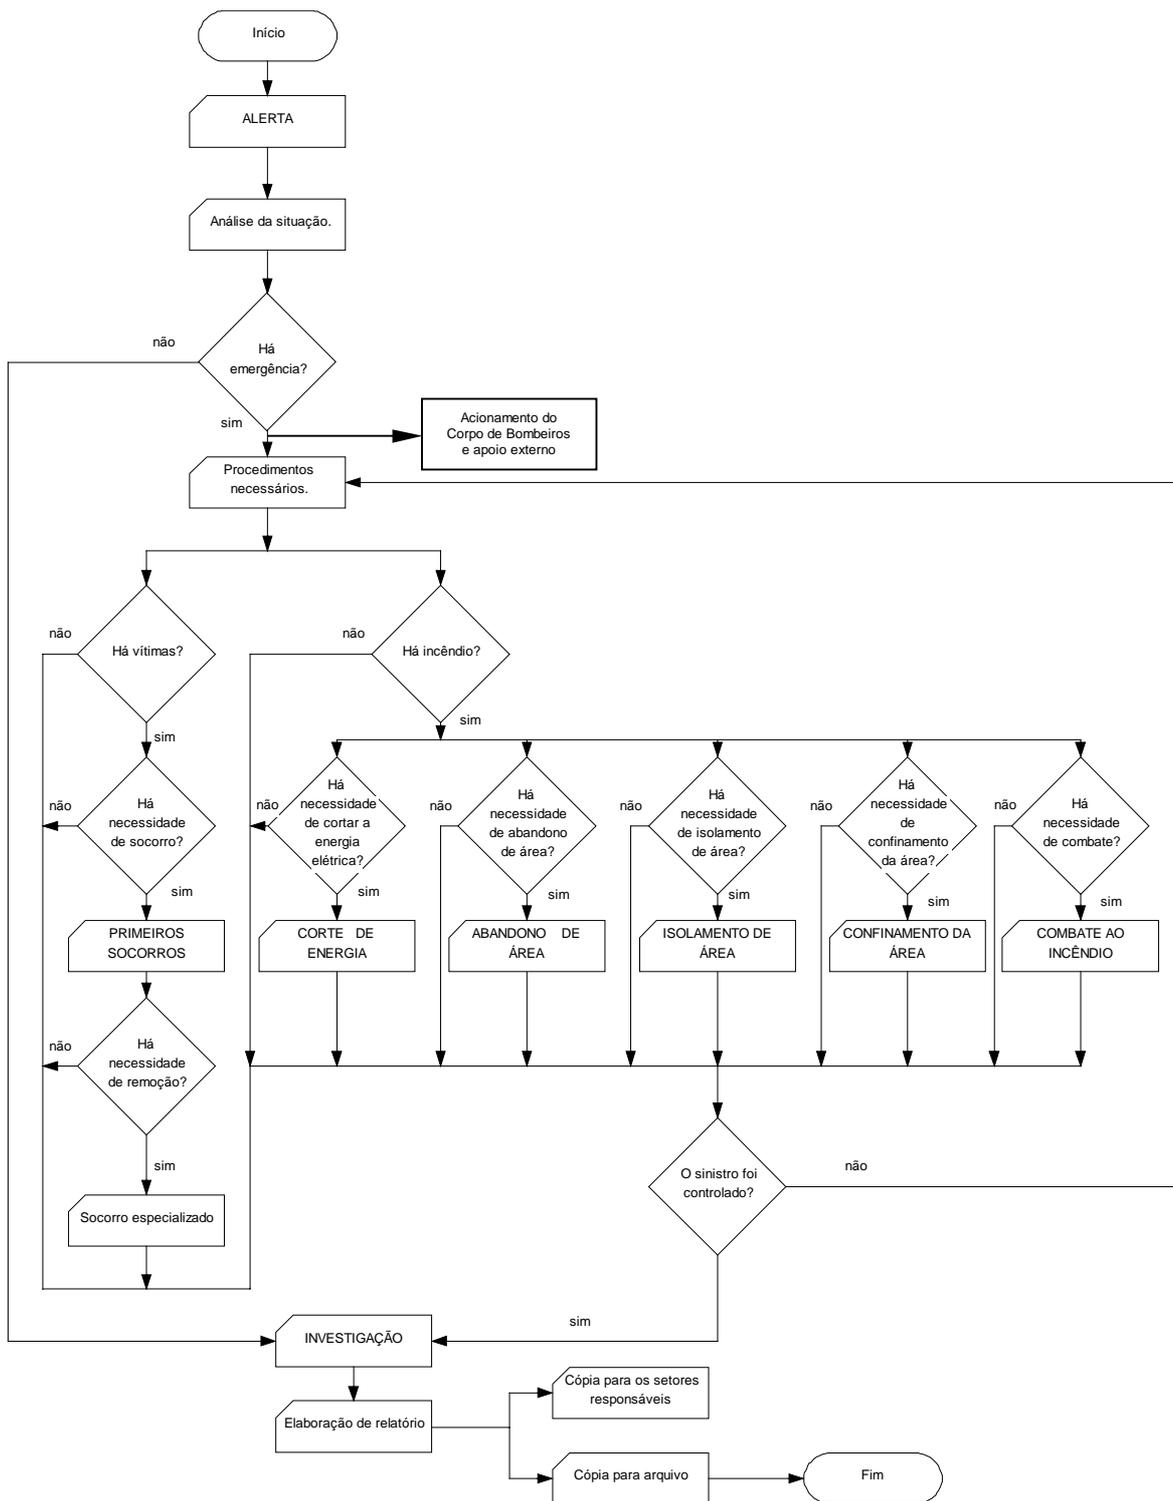 Início
ALERTA
Análise da situação.
não
Há
emergência?
sim
Acionamento do
Corpo de Bombeiros
e apoio externo
Procedimentos
necessários.
não
Há vítimas?
sim
não
Há incêndio?
sim
não
Há
necessidade
de socorro?
sim
não
Há
necessidade
de cortar a
energia
elétrica?
sim
não
Há
necessidade
de abandono
de área?
sim
não
Há
necessidade
de isolamento
de área?
sim
não
Há
necessidade
de
confinamento
da área?
sim
não
Há
necessidade
de combate?
sim
PRIMEIROS
SOCORROS
CORTE DE
ENERGIA
ABANDONO DE
ÁREA
ISOLAMENTO DE
ÁREA
CONFINAMENTO DA
ÁREA
COMBATE AO
INCÊNDIO
não
Há
necessidade
de remoção?
sim
Socorro especializado
O sinistro foi
controlado?
não
sim
INVESTIGAÇÃO
Elaboração de relatório
Cópia para os setores
responsáveis
Cópia para arquivo
Fim